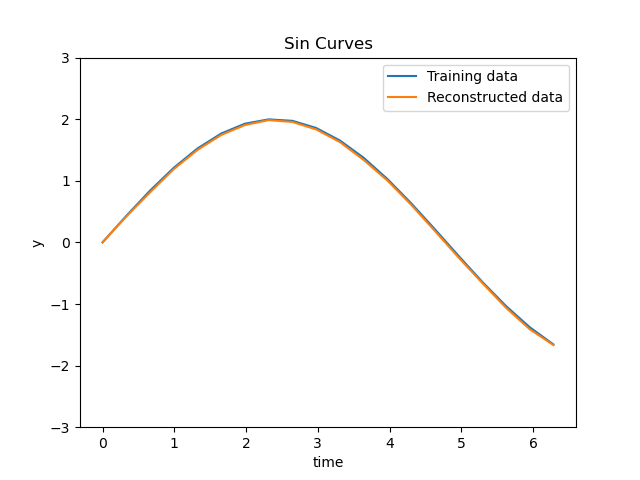 Sin Curves
Training data
Reconstructed data
3
2
1
0
−1
−2
−3
y
0 1 2 3 4 5 6
time